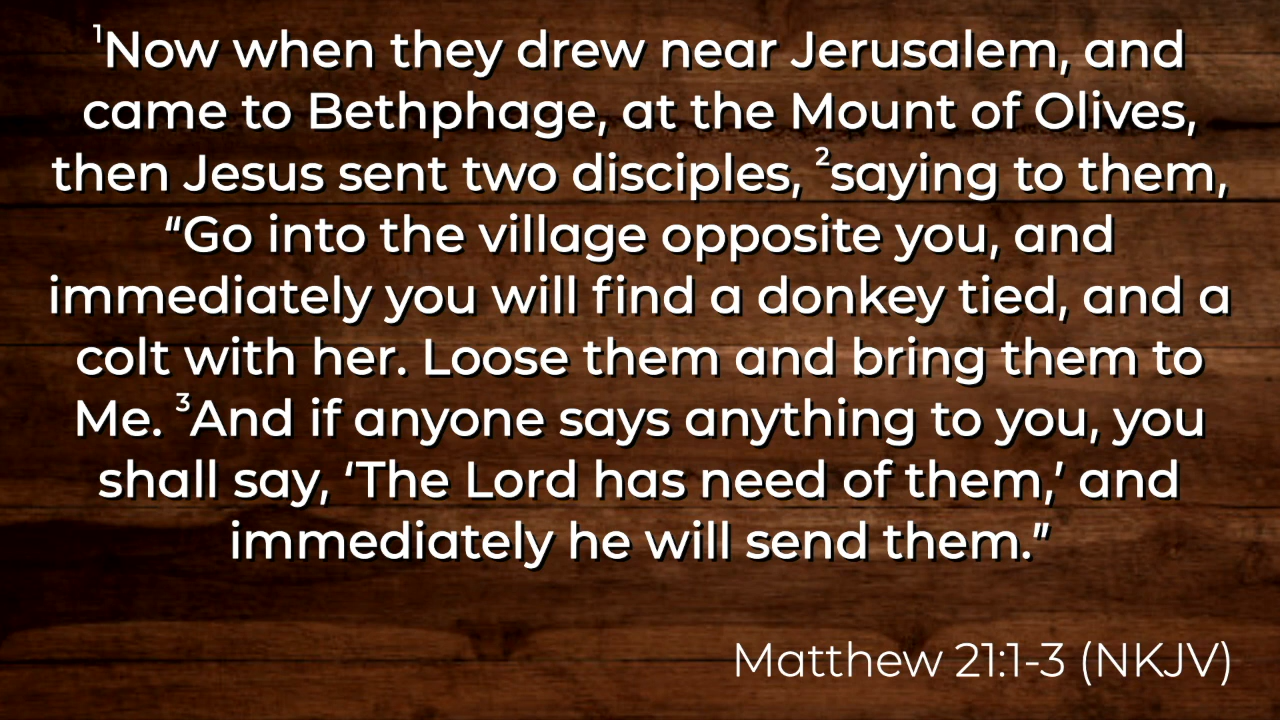 ¹Now when they drew near Jerusalem, and
came to Bethphage, at the Mount of Olives,
then Jesus sent two disciples, ²saying to them,
“Go into the village opposite you, and
immediately you will find a donkey tied, and a
colt with her. Loose them and bring them to
Me. ³And if anyone says anything to you, you
shall say, ‘The Lord has need of them,’ and
immediately he will send them.”
Matthew 21:1-3 (NKJV)